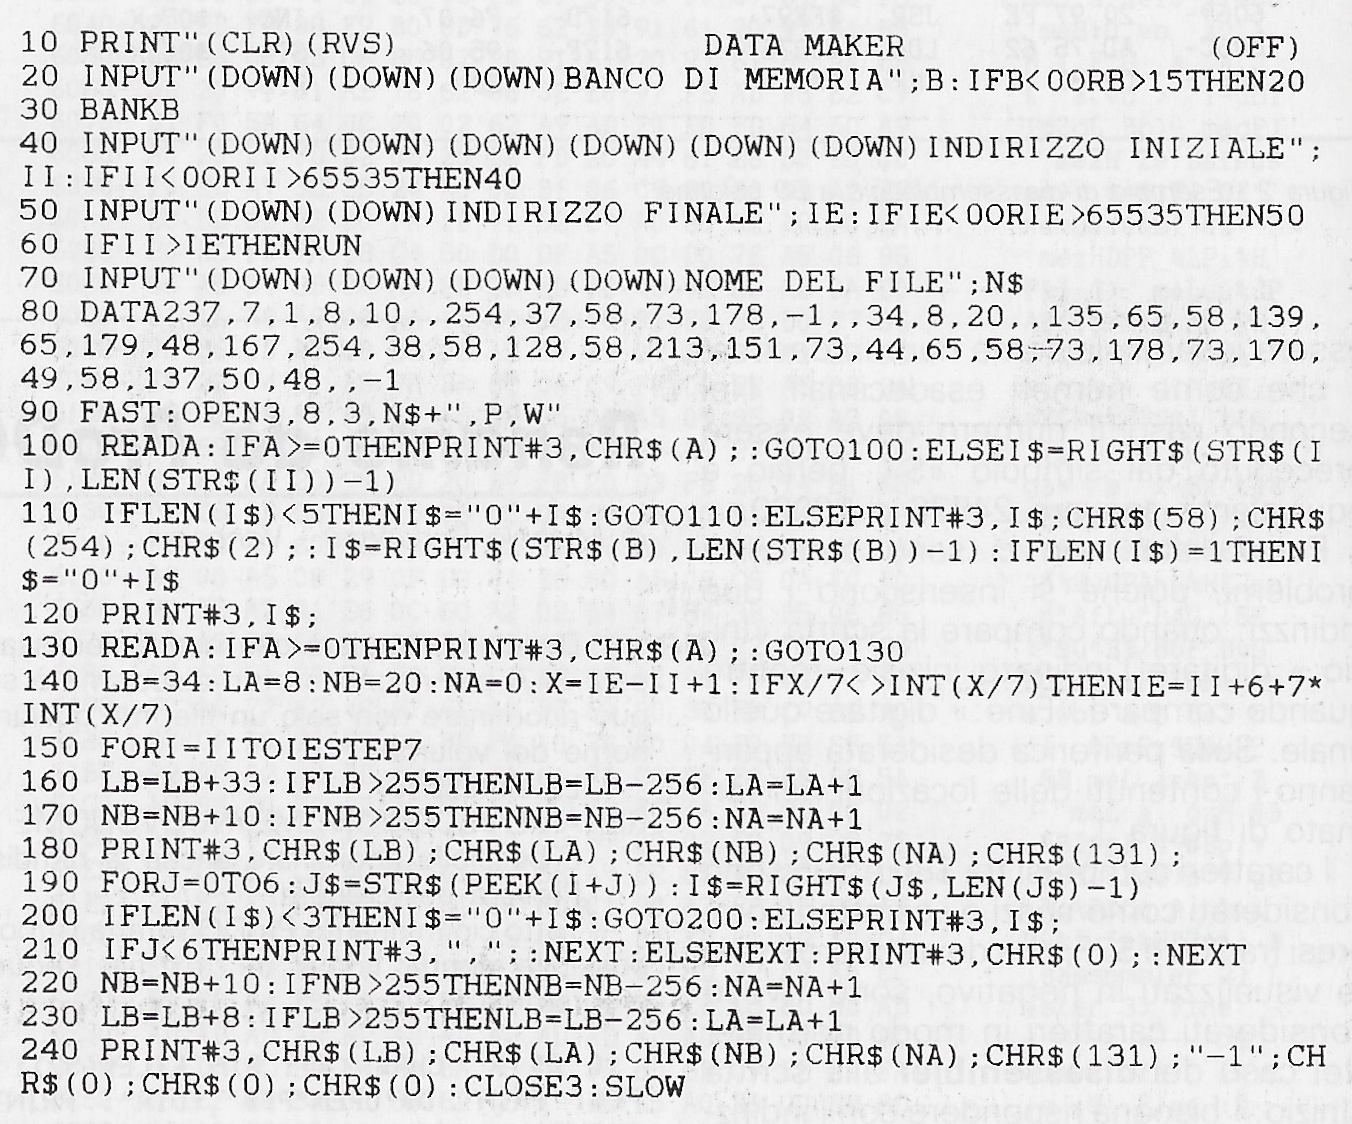 10 PRINT"(CLR)(RVS)                DATA MAKER                (OFF)
20 INPUT"(DOWN)(DOWN)(DOWN)BANCO DI MEMORIA";B:IFB<0ORB>15THEN20
30 BANKB
40 INPUT"(DOWN)(DOWN)(DOWN)(DOWN)(DOWN)(DOWN)INDIRIZZO INIZIALE";
II:IFII<0ORII>65535THEN40
50 INPUT"(DOWN)(DOWN)INDIRIZZO FINALE";IE:IFIE<0ORIE>65535THEN50
60 IFII>IETHENRUN
70 INPUT"(DOWN)(DOWN)(DOWN)(DOWN)NOME DEL FILE";N$
80 DATA237,7,1,8,10,,254,37,58,73,178,-1,,34,8,20,,135,65,58,139,
65,179,48,167,254,38,58,128,58,213,151,73,44,65,58,73,178,73,170,
49,58,137,50,48,,-1
90 FAST:OPEN3,8,3,N$+",P,W"
100 READA:IFA>=0THENPRINT#3,CHR$(A);:GOTO100:ELSEI$=RIGHT$(STR$(I
I),LEN(STR$(II))-1)
110 IFLEN(I$)<5THENI$="0"+I$:GOTO110:ELSEPRINT#3,I$;CHR$(58);CHR$
(254);CHR$(2);:I$=RIGHT$(STR$(B),LEN(STR$(B))-1):IFLEN(I$)=1THENI
$="0"+I$
120 PRINT#3,I$;
130 READA:IFA>=0THENPRINT#3,CHR$(A);:GOTO130
140 LB=34:LA=8:NB=20:NA=0:X=IE-II+1:IFX/7<>INT(X/7)THENIE=II+6+7*
INT(X/7)
150 FORI=IITOIESTEP7
160 LB=LB+33:IFLB>255THENLB=LB-256:LA=LA+1
170 NB=NB+10:IFNB>255THENNB=NB-256:NA=NA+1
180 PRINT#3,CHR$(LB);CHR$(LA);CHR$(NB);CHR$(NA);CHR$(131);
190 FORJ=0TO6:J$=STR$(PEEK(I+J)):I$=RIGHT$(J$,LEN(J$)-1)
200 IFLEN(I$)<3THENI$="0"+I$:GOTO200:ELSEPRINT#3,I$;
210 IFJ<6THENPRINT#3,",";:NEXT:ELSENEXT:PRINT#3,CHR$(0);:NEXT
220 NB=NB+10:IFNB>255THENNB=NB-256:NA=NA+1
230 LB=LB+8:IFLB>255THENLB=LB-256:LA=LA+1
240 PRINT#3,CHR$(LB);CHR$(LA);CHR$(NB);CHR$(NA);CHR$(131);"-1";CH
R$(0);CHR$(0);CHR$(0):CLOSE3:SLOW